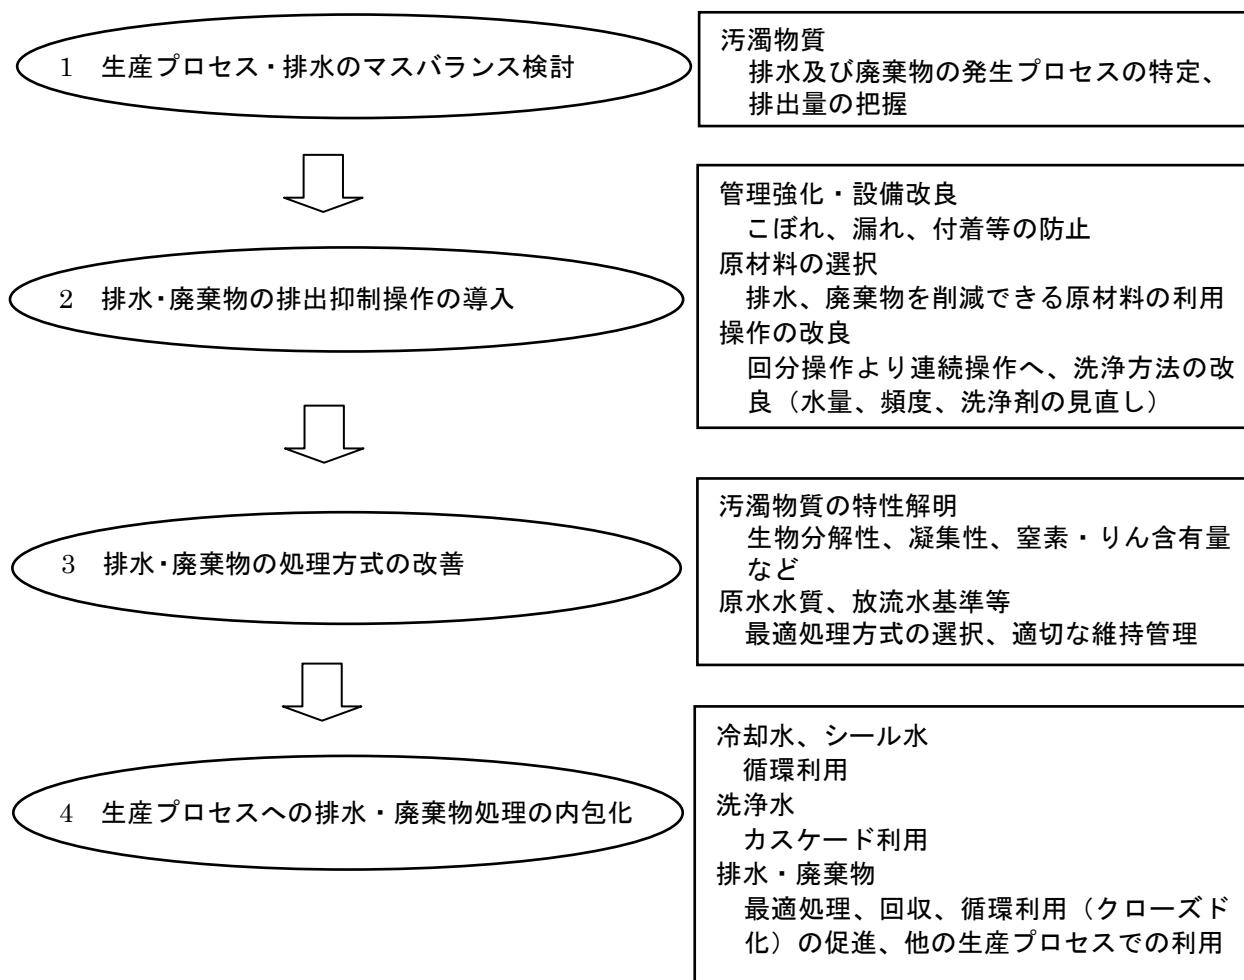 1 生産プロセス・排水のマスバランス検討
汚濁物質
排水及び廃棄物の発生プロセスの特定、
排出量の把握
2 排水・廃棄物の排出抑制操作の導入
管理強化・設備改良
こぼれ、漏れ、付着等の防止
原材料の選択
排水、廃棄物を削減できる原材料の利用
操作の改良
回分操作より連続操作へ、洗浄方法の改
良（水量、頻度、洗浄剤の見直し）
3 排水・廃棄物の処理方式の改善
汚濁物質の特性解明
生物分解性、凝集性、窒素・りん含有量
など
原水水質、放流水基準等
最適処理方式の選択、適切な維持管理
4 生産プロセスへの排水・廃棄物処理の内包化
冷却水、シール水
循環利用
洗浄水
カスケード利用
排水・廃棄物
最適処理、回収、循環利用（クローズド
化）の促進、他の生産プロセスでの利用